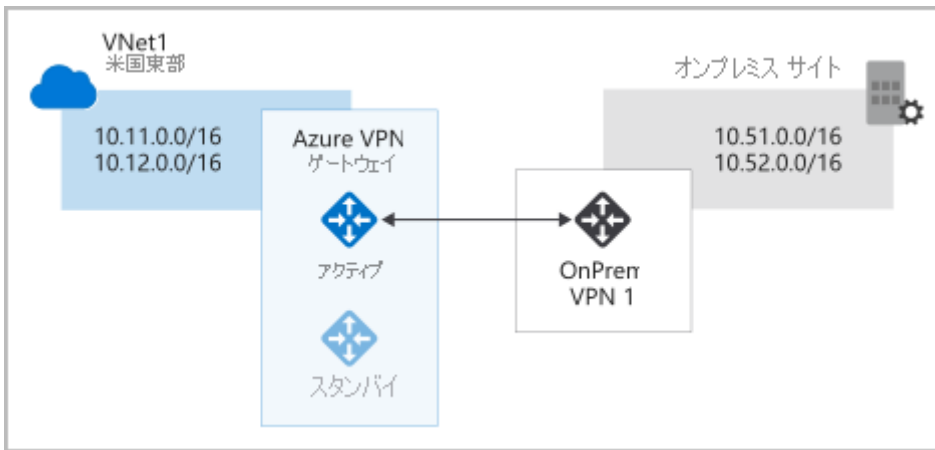 VNet1
米国東部
10.11.0.0/16
10.12.0.0/16
Azure VPN
ゲートウェイ
アクティブ
スタンバイ
オンプレミス サイト
10.51.0.0/16
10.52.0.0/16
OnPrem
VPN 1